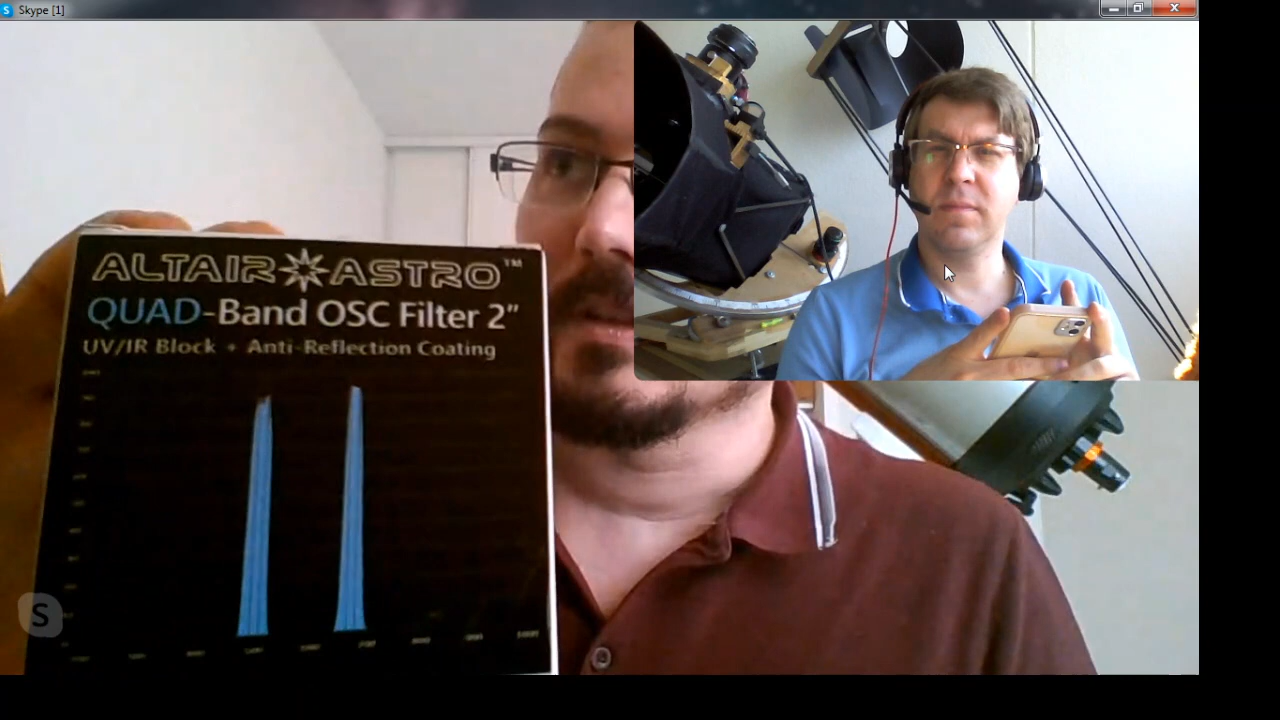 Skype [1]
ALTAIR ASTRO™
QUAD-Band OSC Filter 2"
UV/IR Block + Anti-Reflection Coating
S
S